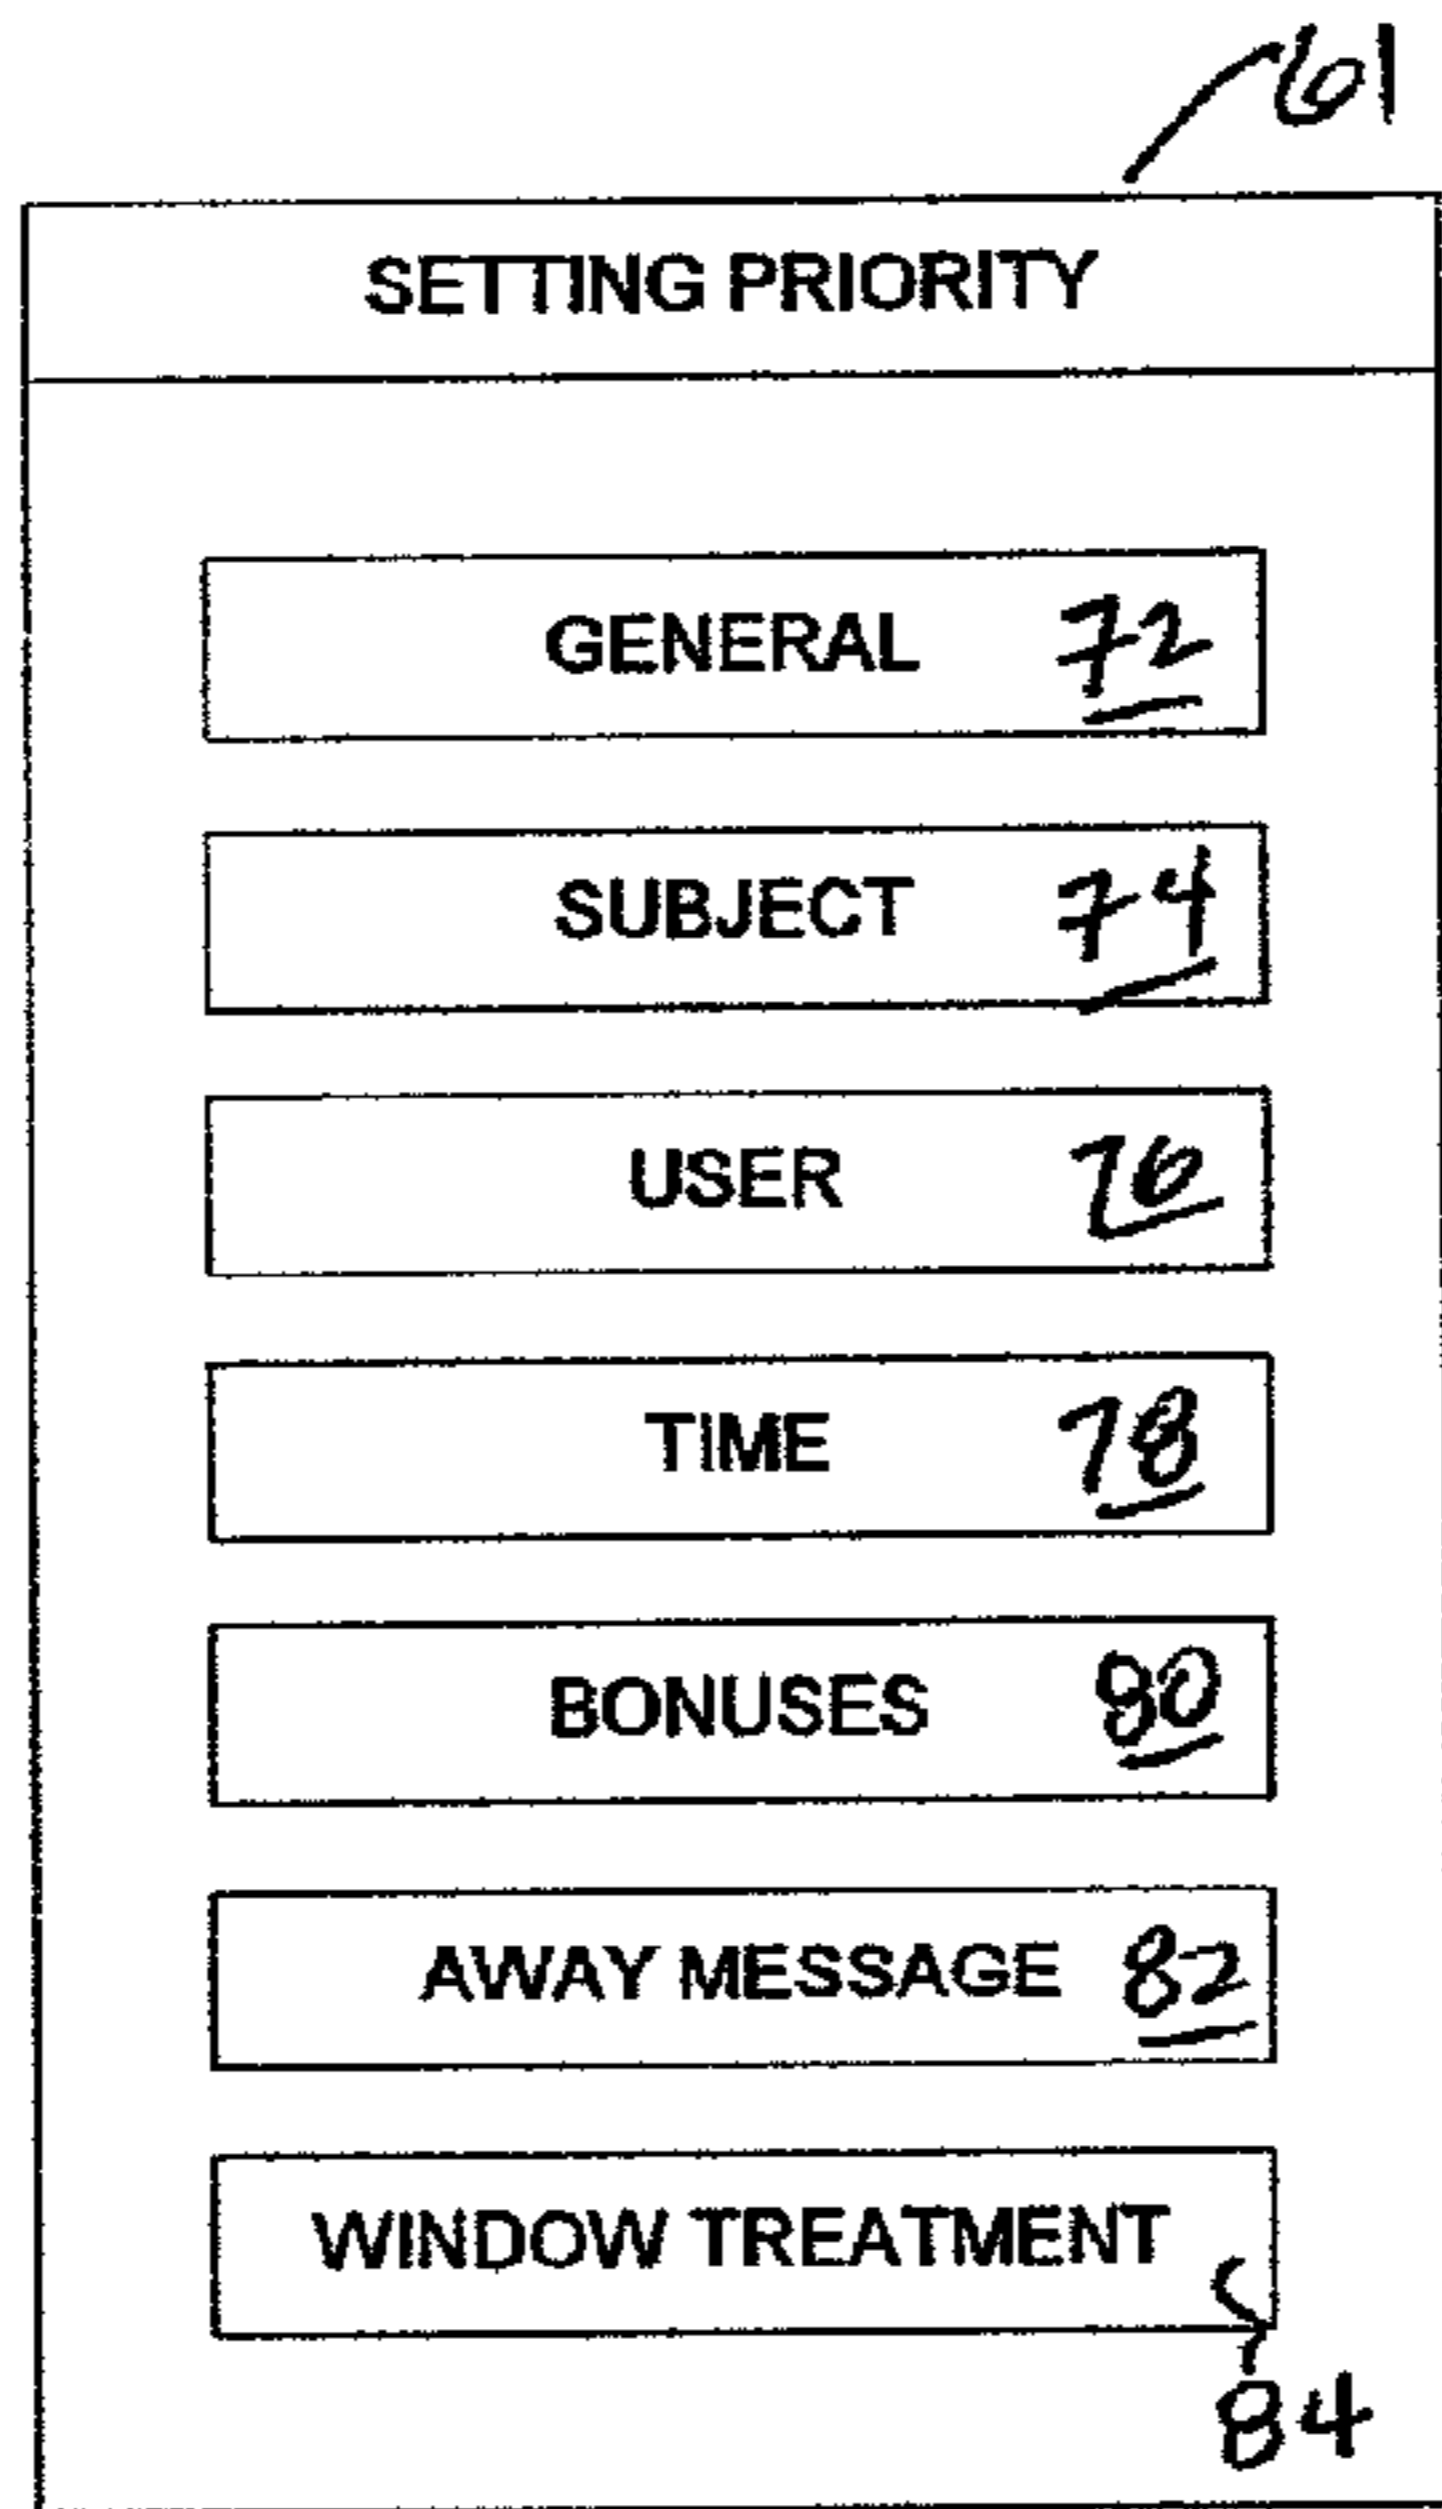 61
SETTING PRIORITY
GENERAL 72
SUBJECT 74
USER 76
TIME 78
BONUSES 80
AWAY MESSAGE 82
WINDOW TREATMENT
84